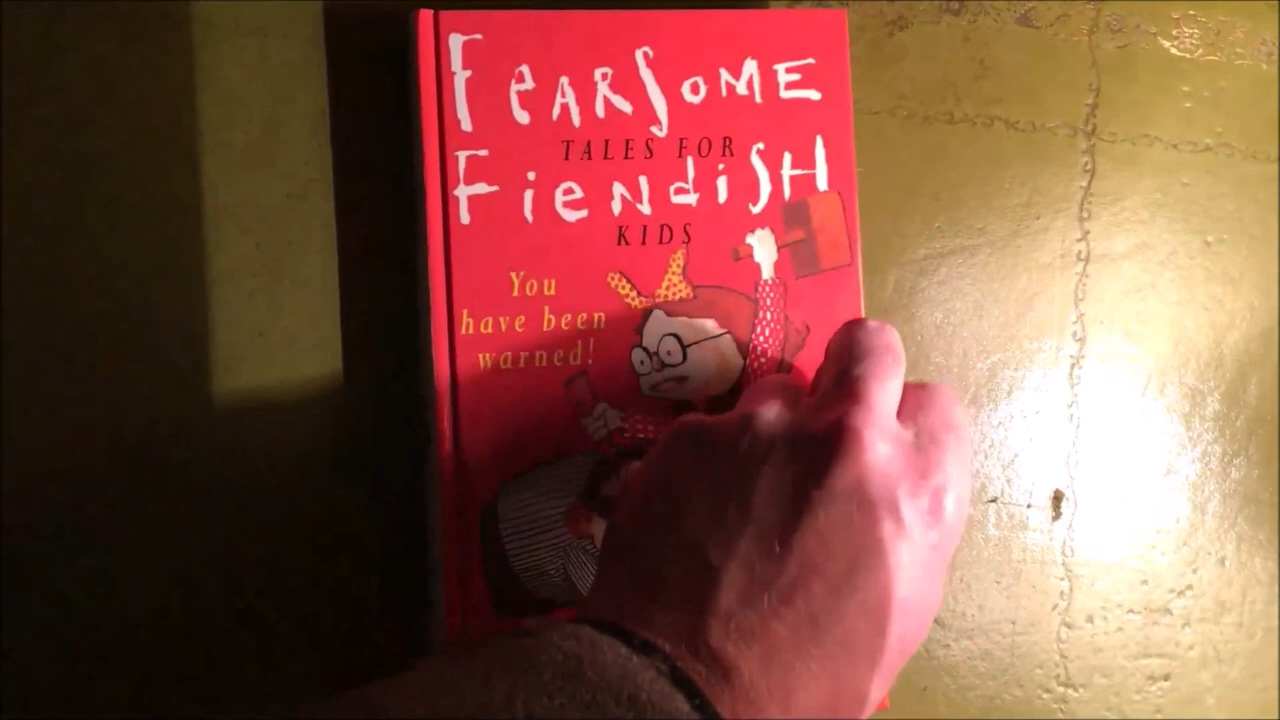 FeARSOME
TALES FOR
FieNdiSH
KIDS
You
have been
warned!